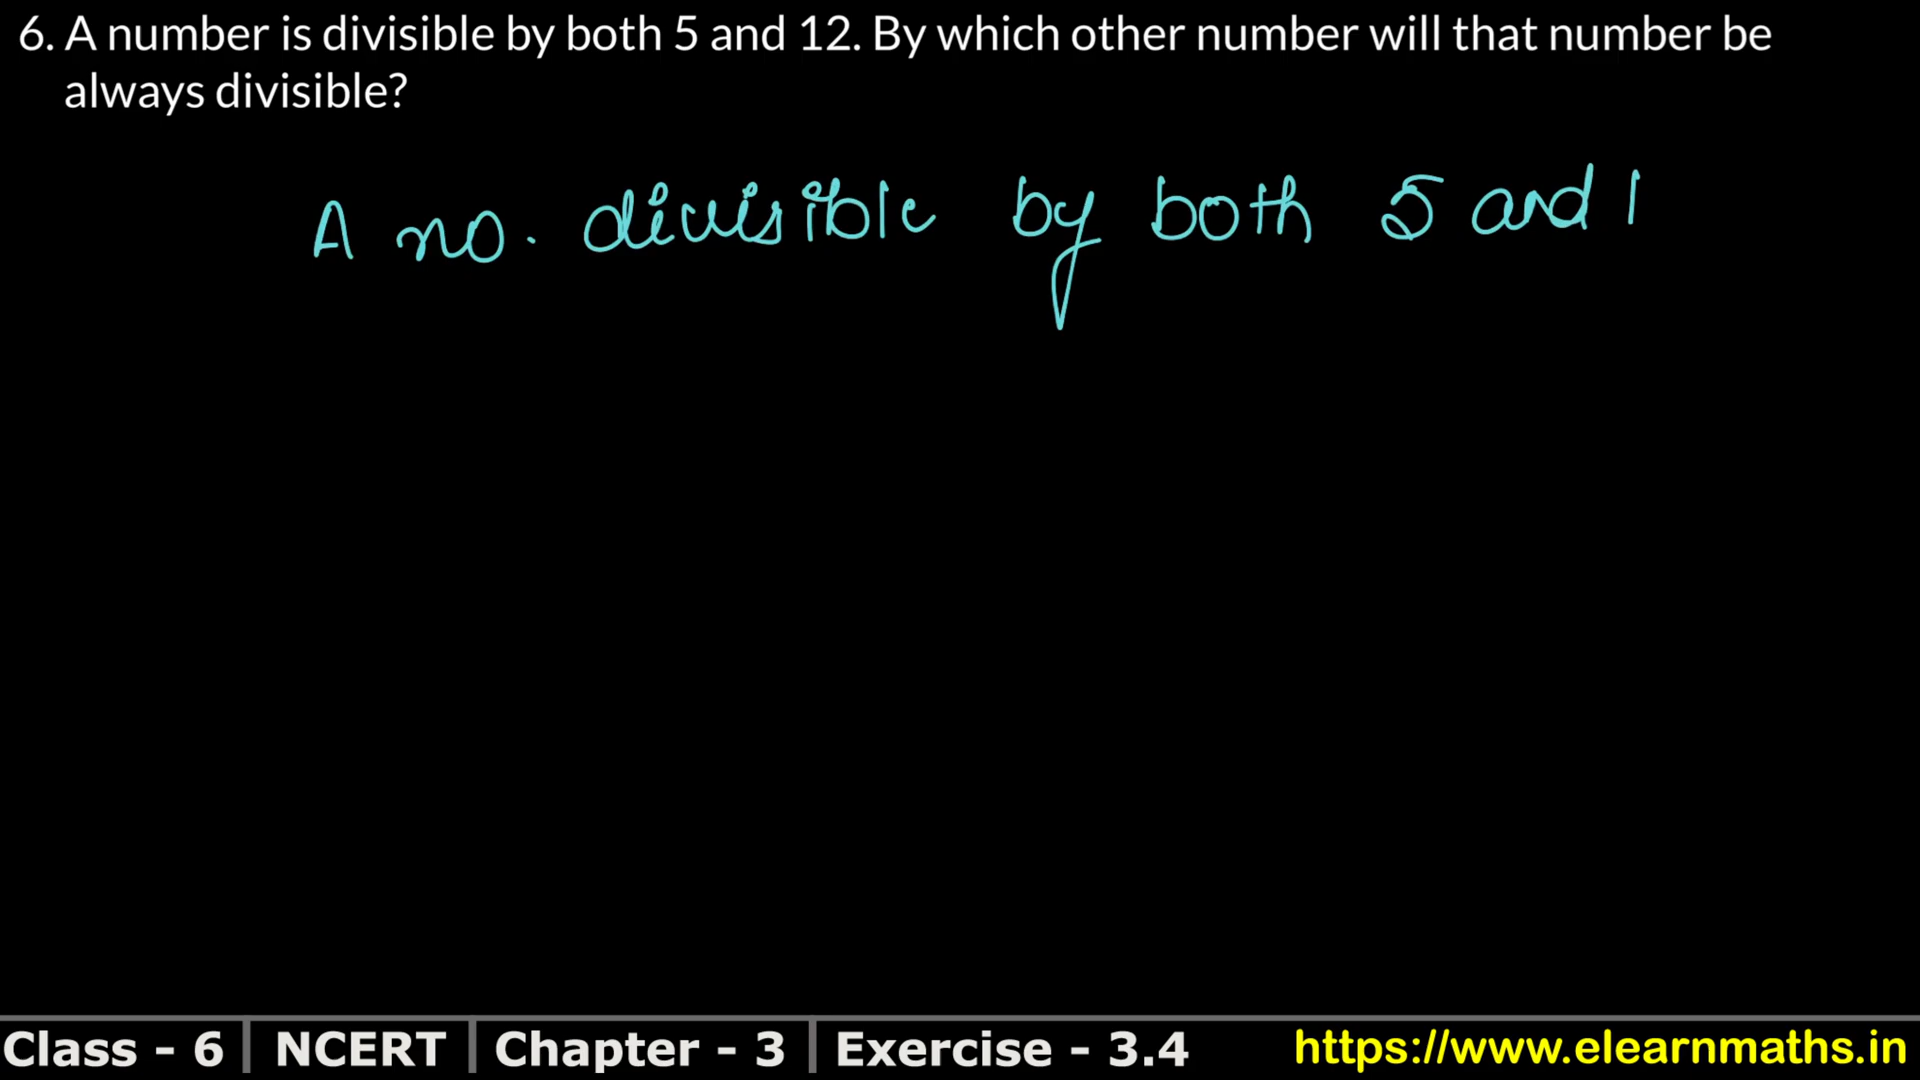 6. A number is divisible by both 5 and 12. By which other number will that number be
always divisible?
A no. divisible by both 5 and 1
Class - 6 | NCERT | Chapter - 3 | Exercise - 3.4 https://www.elearnmaths.in